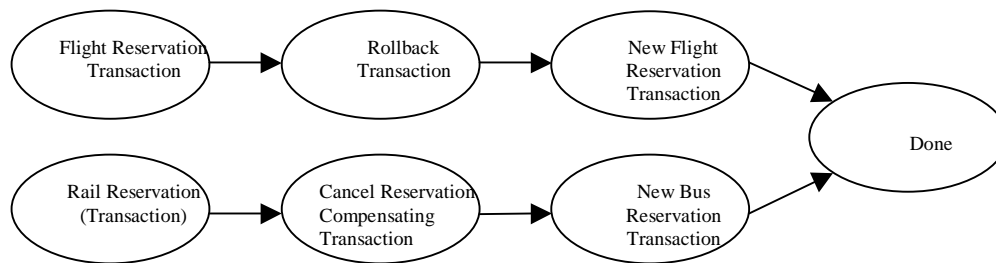 Flight Reservation
Transaction
Rollback
Transaction
New Flight
Reservation
Transaction
Done
Rail Reservation
(Transaction)
Cancel Reservation
Compensating
Transaction
New Bus
Reservation
Transaction